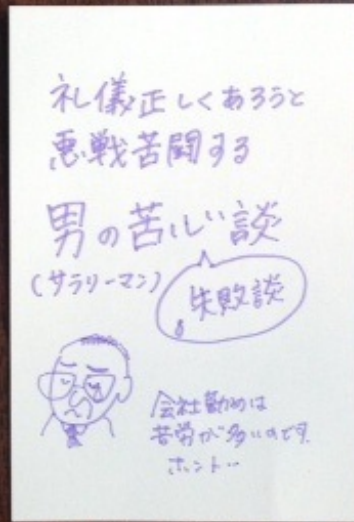 礼儀正しくあろうと
悪戦苦闘する
男の苦い談
(サラリーマン)
失敗談
会社勤めは
苦労が多いのです。
ホント…